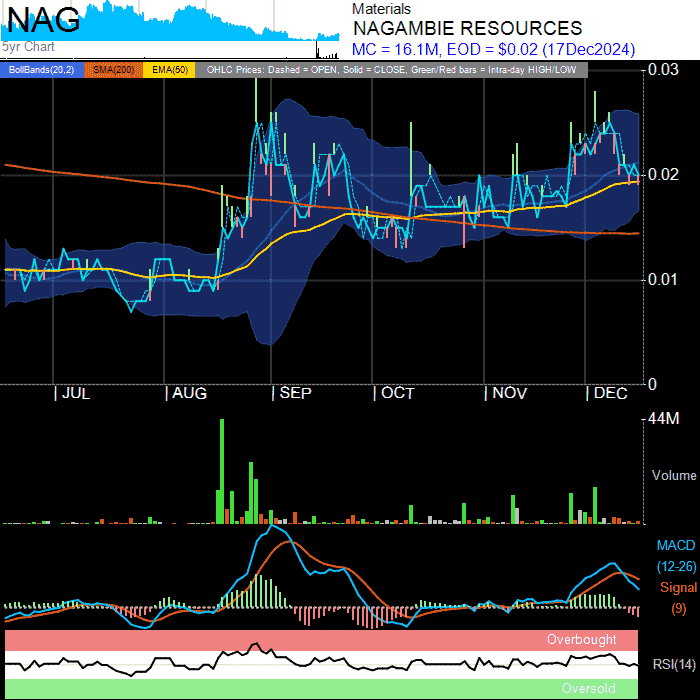 NAG
5yr Chart
Materials
NAGAMBIE RESOURCES
MC = 16.1M, EOD = $0.02 (17Dec2024)
BollBands(20,2) SMA(200) EMA(50) OHLC Prices: Dashed = OPEN, Solid = CLOSE, Green/Red bars = Intra-day HIGH/LOW
0.03
0.02
0.01
0
| JUL | AUG | SEP | OCT | NOV | DEC
44M
Volume
MACD
(12-26)
Signal
(9)
Overbought
RSI(14)
Oversold